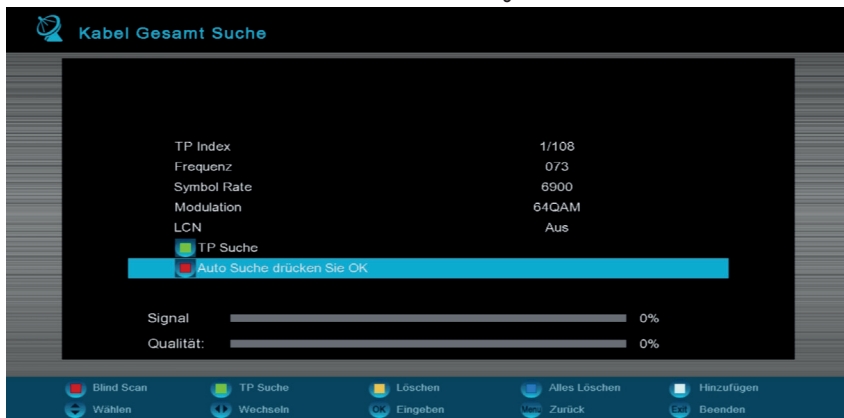 Kabel Gesamt Suche
TP Index 1/108
Frequenz 073
Symbol Rate 6900
Modulation 64QAM
LCN Aus
TP Suche
Auto Suche drücken Sie OK
Signal 0%
Qualität: 0%
Blind Scan TP Suche Löschen Alles Löschen Hinzufügen
Wählen Wechseln OK Eingeben Menu Zurück Exit Beenden